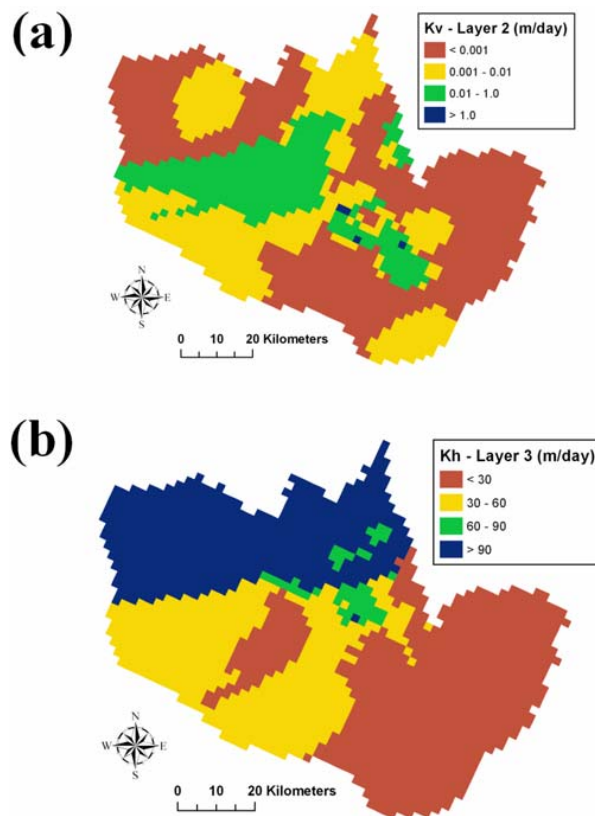 (a)
Kv - Layer 2 (m/day)
< 0.001
0.001 - 0.01
0.01 - 1.0
> 1.0
N
W E
S
0 10 20 Kilometers
(b)
Kh - Layer 3 (m/day)
< 30
30 - 60
60 - 90
> 90
N
W E
S
0 10 20 Kilometers